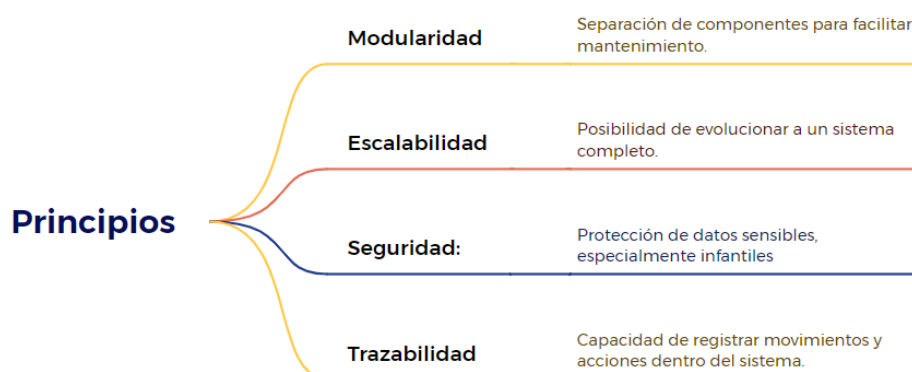 Principios
Modularidad
Separación de componentes para facilitar
mantenimiento.
Escalabilidad
Posibilidad de evolucionar a un sistema
completo.
Seguridad:
Protección de datos sensibles,
especialmente infantiles
Trazabilidad
Capacidad de registrar movimientos y
acciones dentro del sistema.